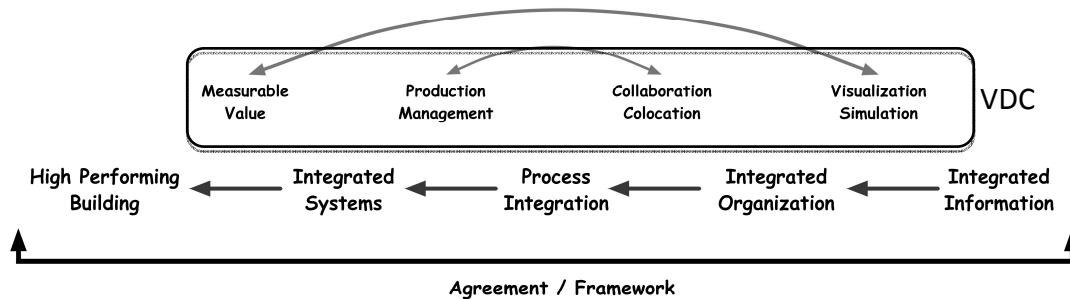 Measurable Value
Production Management
Collaboration Colocation
Visualization Simulation
VDC
High Performing Building
Integrated Systems
Process Integration
Integrated Organization
Integrated Information
Agreement / Framework